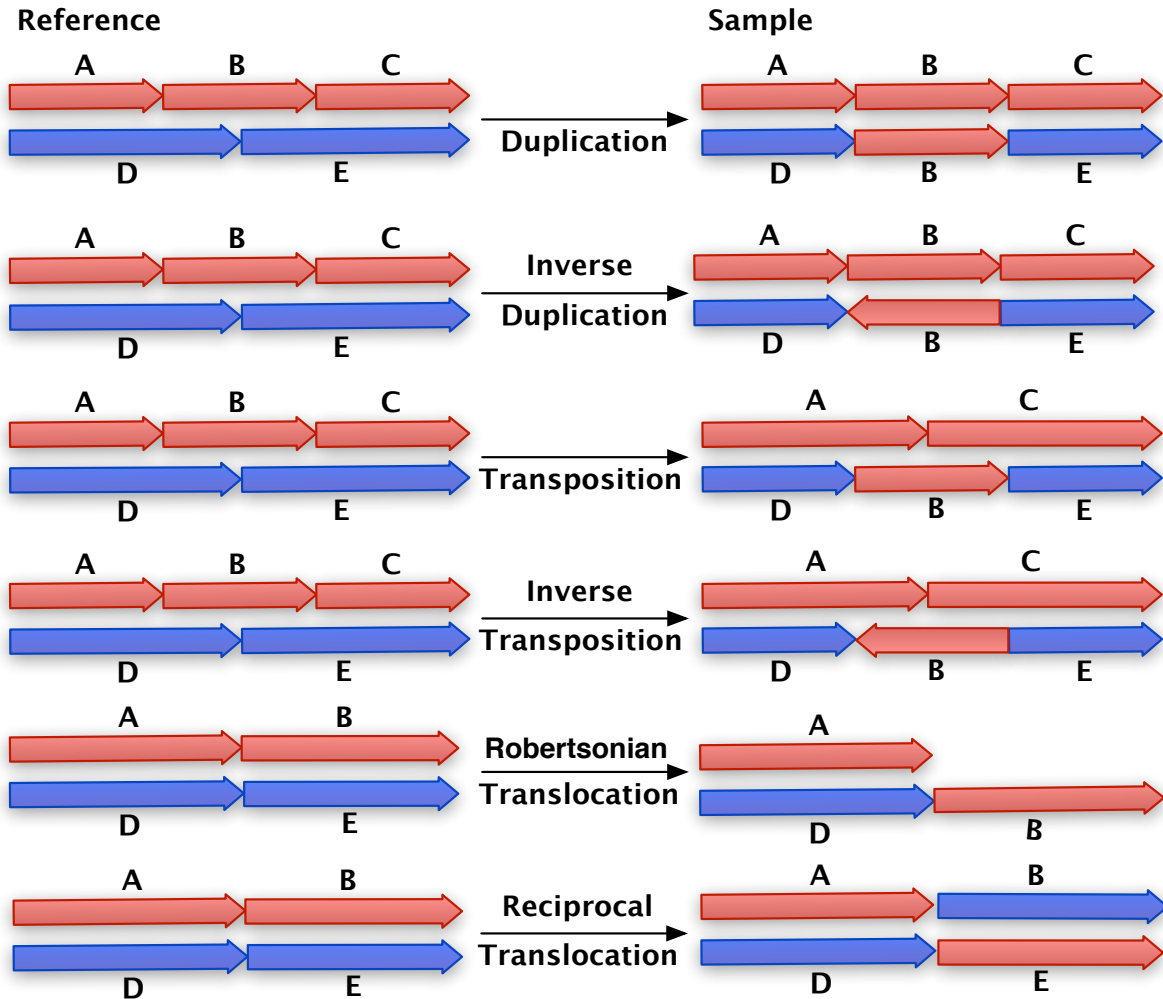 Reference Sample
A B C A B C
Duplication
D E D B E
A B C A B C
Inverse
Duplication
D E D B E
A B C A C
Transposition
D E D B E
A B C A C
Inverse
Transposition
D E D B E
A B A
Robertsonian
Translocation
D E D B
A B A B
Reciprocal
Translocation
D E D E